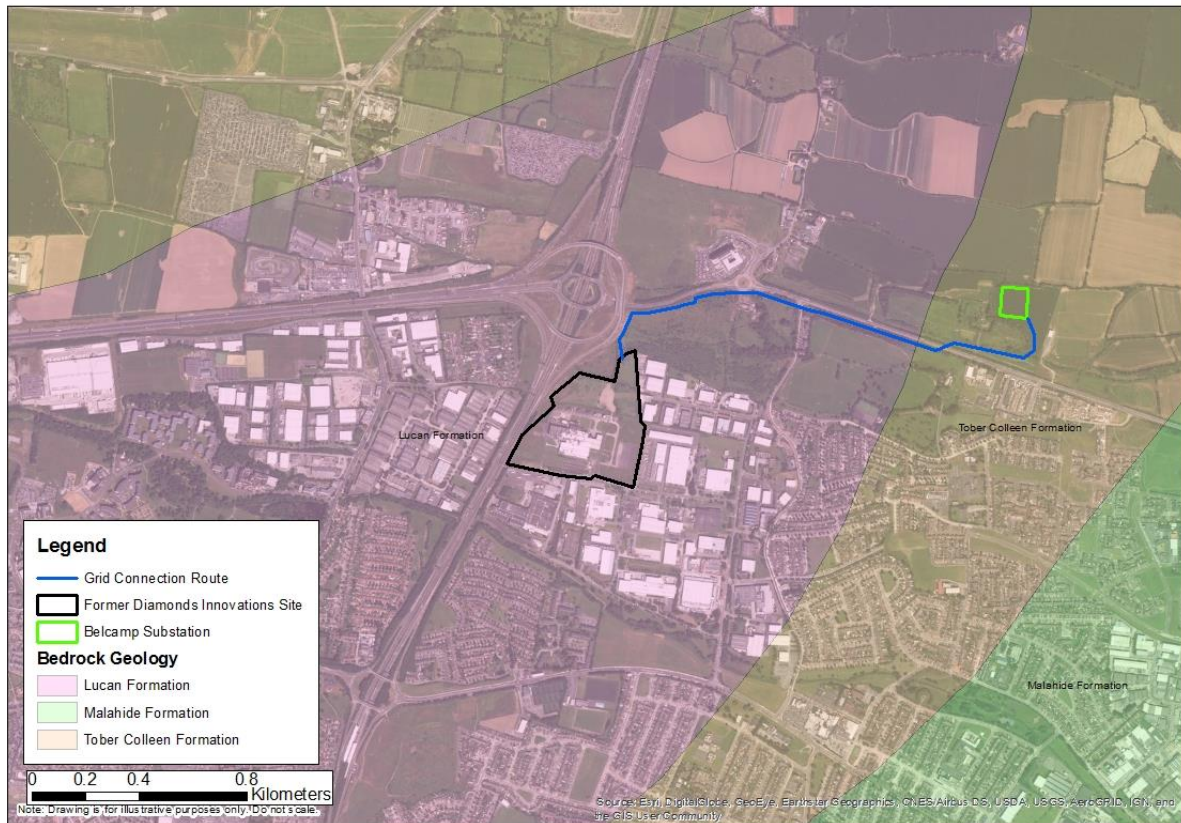 Lucan Formation
Tober Colleen Formation
Malahide Formation
Legend
Grid Connection Route
Former Diamonds Innovations Site
Belcamp Substation
Bedrock Geology
Lucan Formation
Malahide Formation
Tober Colleen Formation
0 0.2 0.4 0.8
Kilometers
Note: Drawing is for illustrative purposes only. Do not scale.
Source: Esri, DigitalGlobe, GeoEye, Earthstar Geographics, CNES/Airbus DS, USDA, USGS, AeroGRID, IGN, and
the GIS User Community